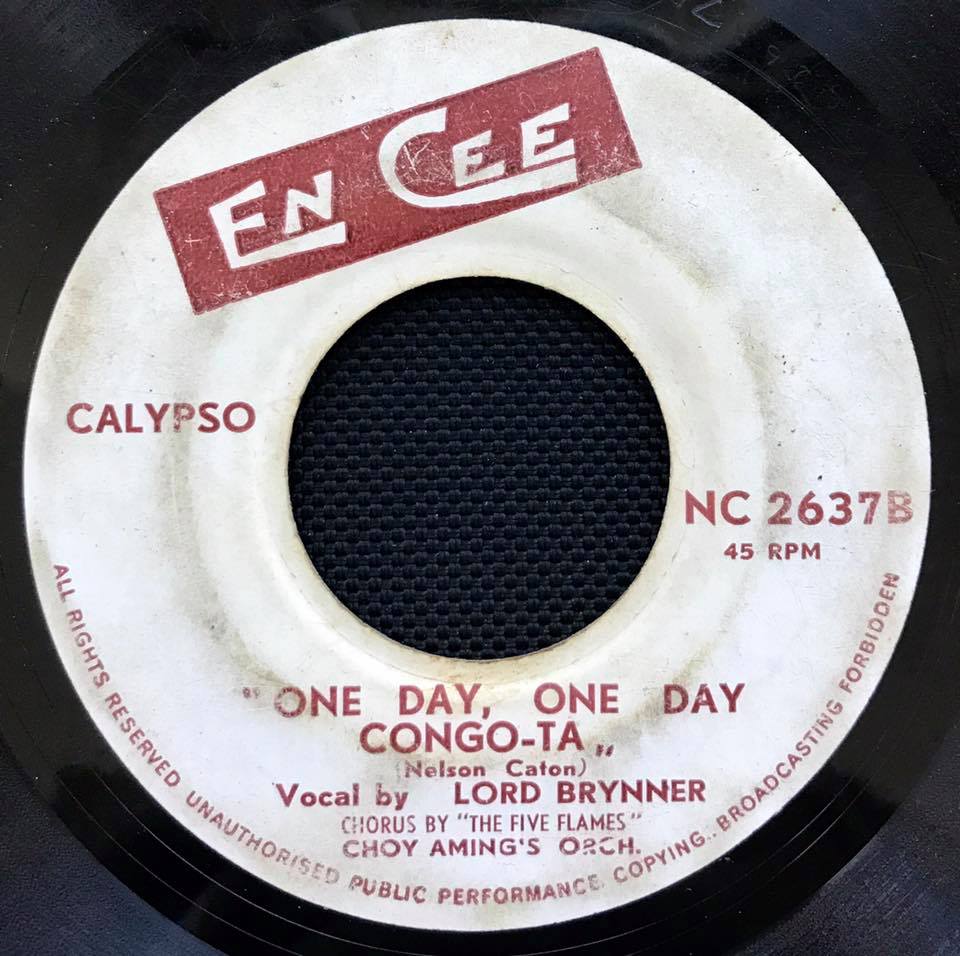 EN CEE
CALYPSO
NC 2637B
45 RPM
"ONE DAY, ONE DAY
CONGO-TA"
(Nelson Caton)
Vocal by LORD BRYNNER
CHORUS BY "THE FIVE FLAMES"
CHOY AMING'S ORCH.
ALL RIGHTS RESERVED UNAUTHORISED PUBLIC PERFORMANCE, COPYING, BROADCASTING FORBIDDEN